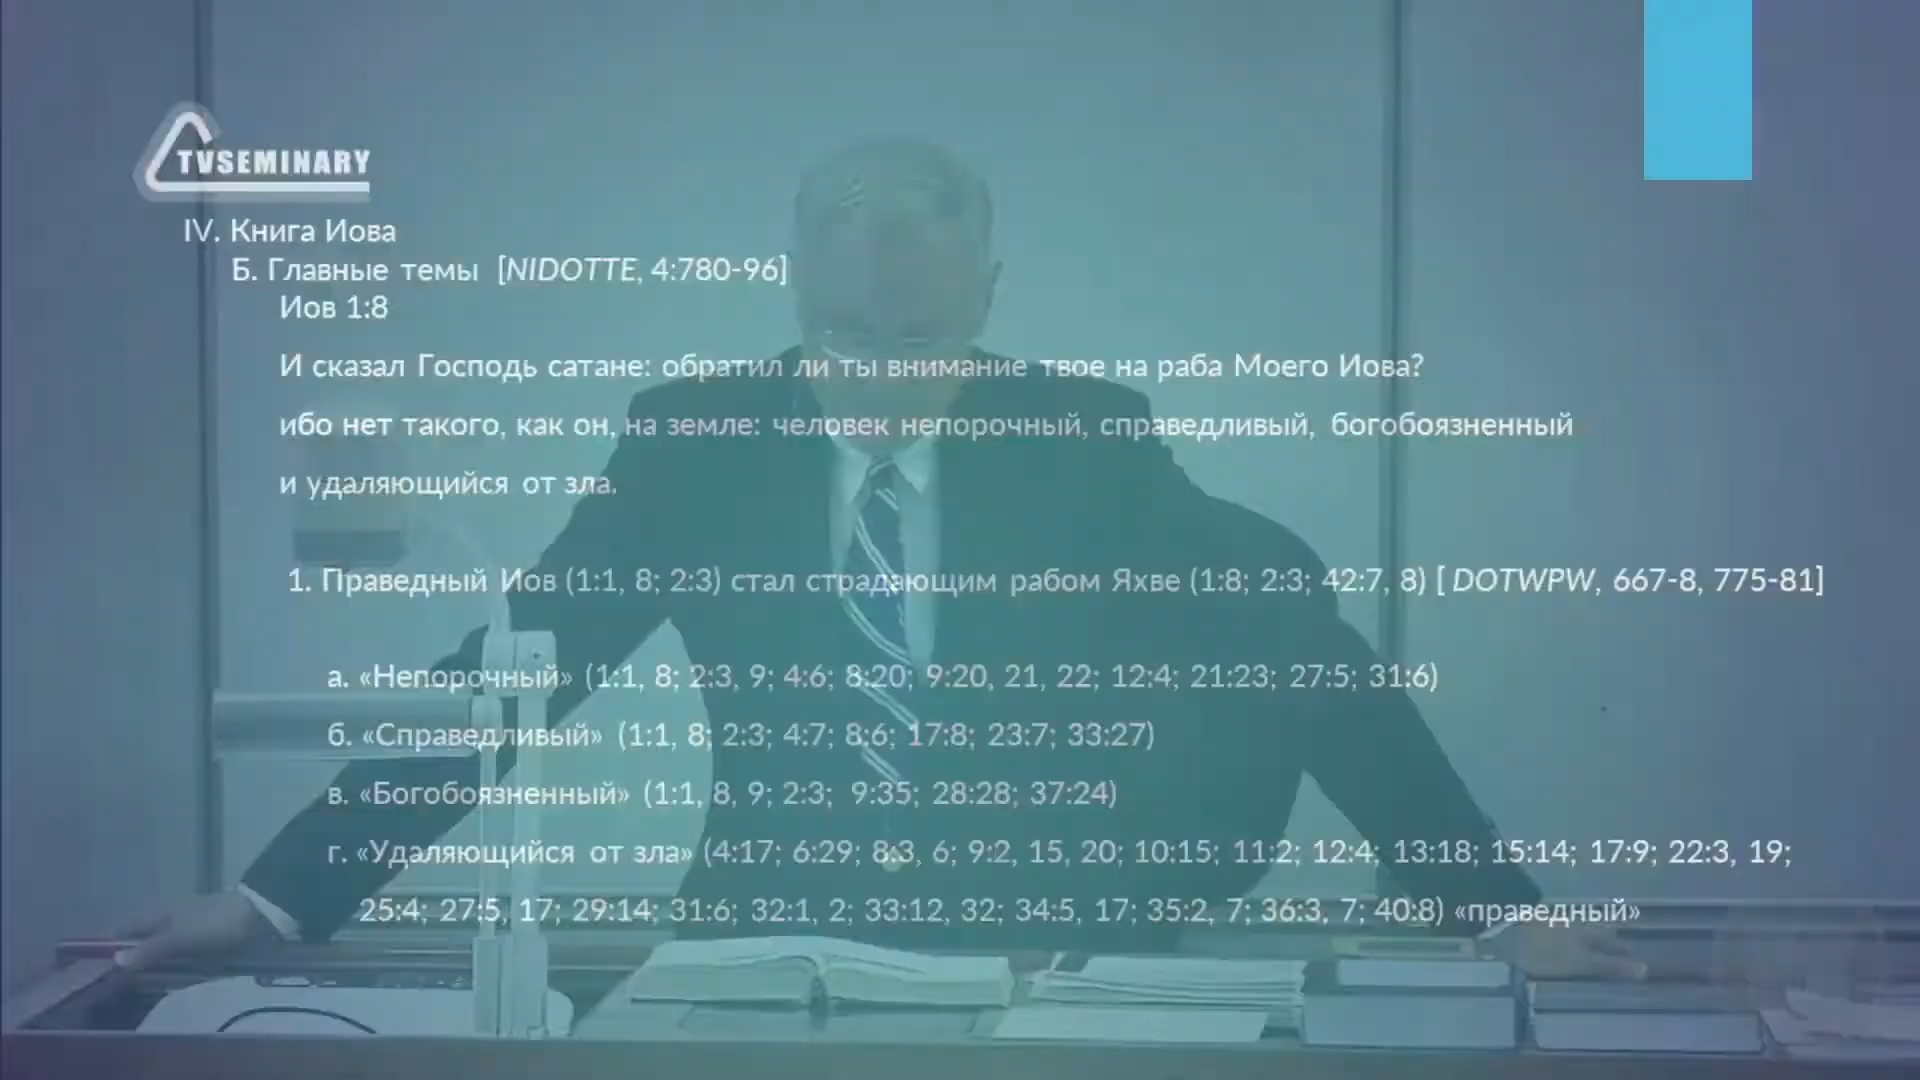 TVSEMINARY
IV. Книга Иова
Б. Главные темы [NIDOTTE, 4:780-96]
Иов 1:8
И сказал Господь сатане: обратил ли ты внимание твое на раба Моего Иова?
ибо нет такого, как он, на земле: человек непорочный, справедливый, богобоязненный
и удаляющийся от зла.
1. Праведный Иов (1:1, 8; 2:3) стал страдающим рабом Яхве (1:8; 2:3; 42:7, 8) [ DOTWPW, 667-8, 775-81]
а. «Непорочный» (1:1, 8; 2:3, 9; 4:6; 8:20; 9:20, 21, 22; 12:4; 21:23; 27:5; 31:6)
б. «Справедливый» (1:1, 8; 2:3; 4:7; 8:6; 17:8; 23:7; 33:27)
в. «Богобоязненный» (1:1, 8, 9; 2:3; 9:35; 28:28; 37:24)
г. «Удаляющийся от зла» (4:17; 6:29; 8:3, 6; 9:2, 15, 20; 10:15; 11:2; 12:4; 13:18; 15:14; 17:9; 22:3, 19;
25:4; 27:5, 17; 29:14; 31:6; 32:1, 2; 33:12, 32; 34:5, 17; 35:2, 7; 36:3, 7; 40:8) «праведный»